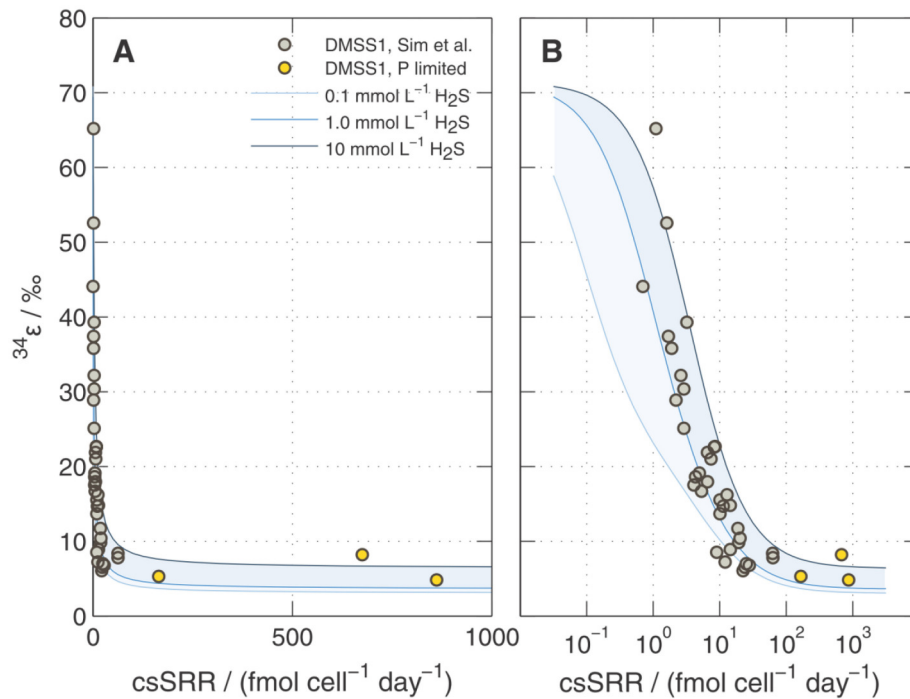 A
B
DMSS1, Sim et al.
DMSS1, P limited
0.1 mmol L⁻¹ H₂S
1.0 mmol L⁻¹ H₂S
10 mmol L⁻¹ H₂S
³⁴ε / ‰
80
70
60
50
40
30
20
10
0
0 500 1000
10⁻¹ 10⁰ 10¹ 10² 10³
csSRR / (fmol cell⁻¹ day⁻¹)
csSRR / (fmol cell⁻¹ day⁻¹)